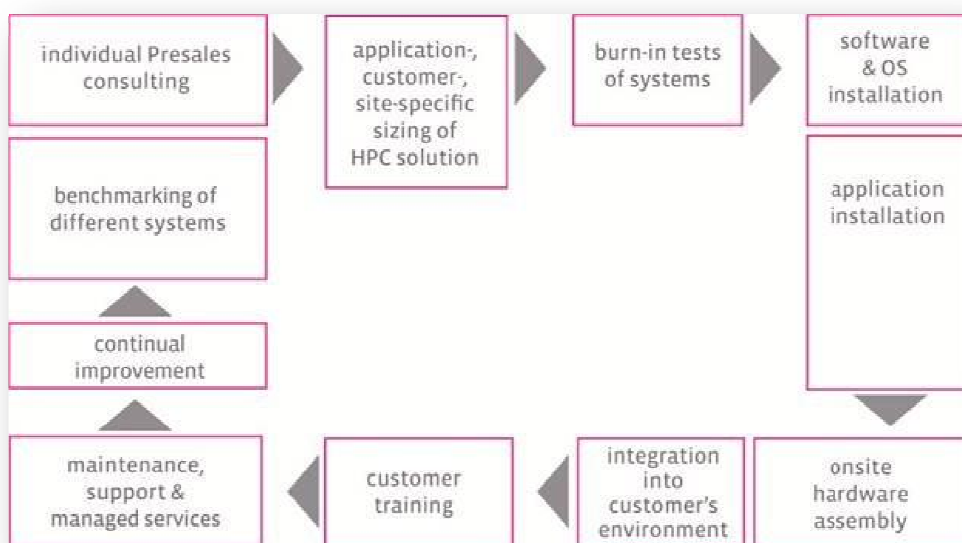 individual Presales
consulting
application-,
customer-,
site-specific
sizing of
HPC solution
burn-in tests
of systems
software
& OS
installation
benchmarking of
different systems
application
installation
continual
improvement
maintenance,
support &
managed services
customer
training
integration
into
customer's
environment
onsite
hardware
assembly